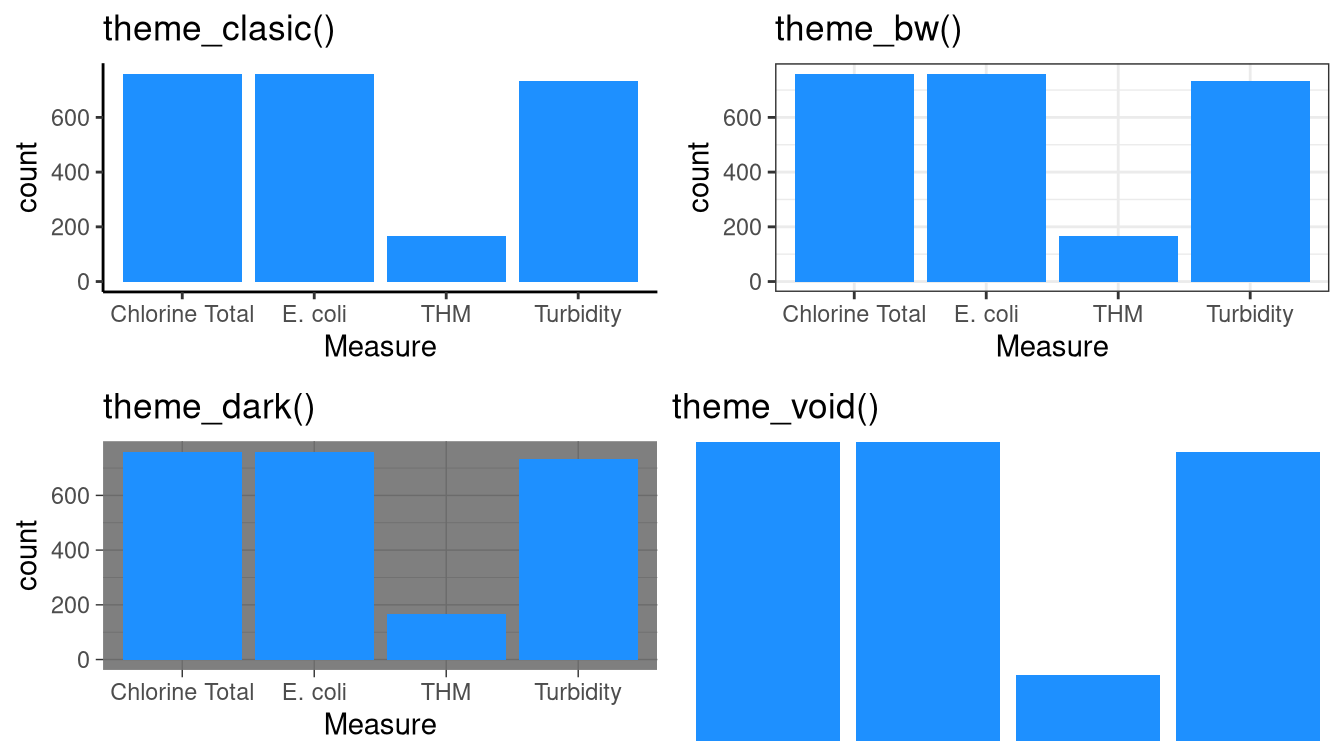 theme_clasic()
count
600
400
200
0
Chlorine Total E. coli THM Turbidity
Measure
theme_bw()
count
600
400
200
0
Chlorine Total E. coli THM Turbidity
Measure
theme_dark()
count
600
400
200
0
Chlorine Total E. coli THM Turbidity
Measure
theme_void()